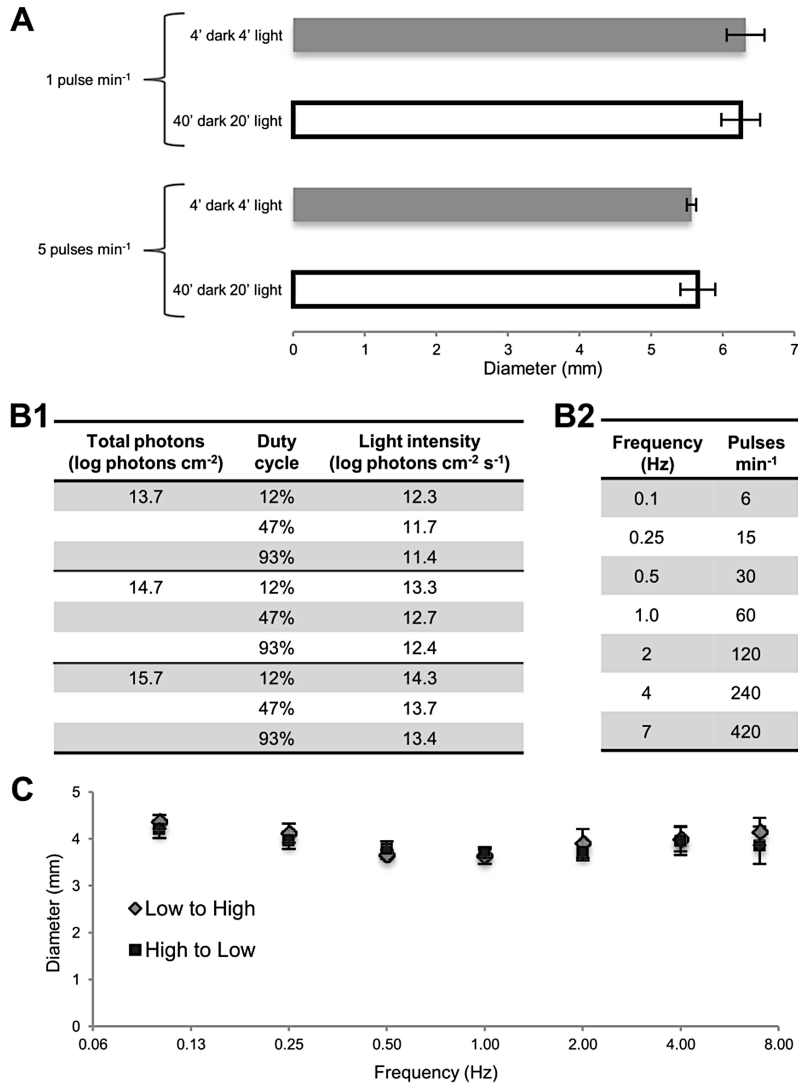 A
4' dark 4' light
1 pulse min-1
40' dark 20' light
4' dark 4' light
5 pulses min-1
40' dark 20' light
0 1 2 3 4 5 6 7
Diameter (mm)
B1
Total photons (log photons cm-2) Duty cycle Light intensity (log photons cm-2 s-1)
13.7 12% 12.3
47% 11.7
93% 11.4
14.7 12% 13.3
47% 12.7
93% 12.4
15.7 12% 14.3
47% 13.7
93% 13.4
B2
Frequency (Hz) Pulses min-1
0.1 6
0.25 15
0.5 30
1.0 60
2 120
4 240
7 420
C
5
4
3
2
1
0
Diameter (mm)
Low to High
High to Low
0.06 0.13 0.25 0.50 1.00 2.00 4.00 8.00
Frequency (Hz)